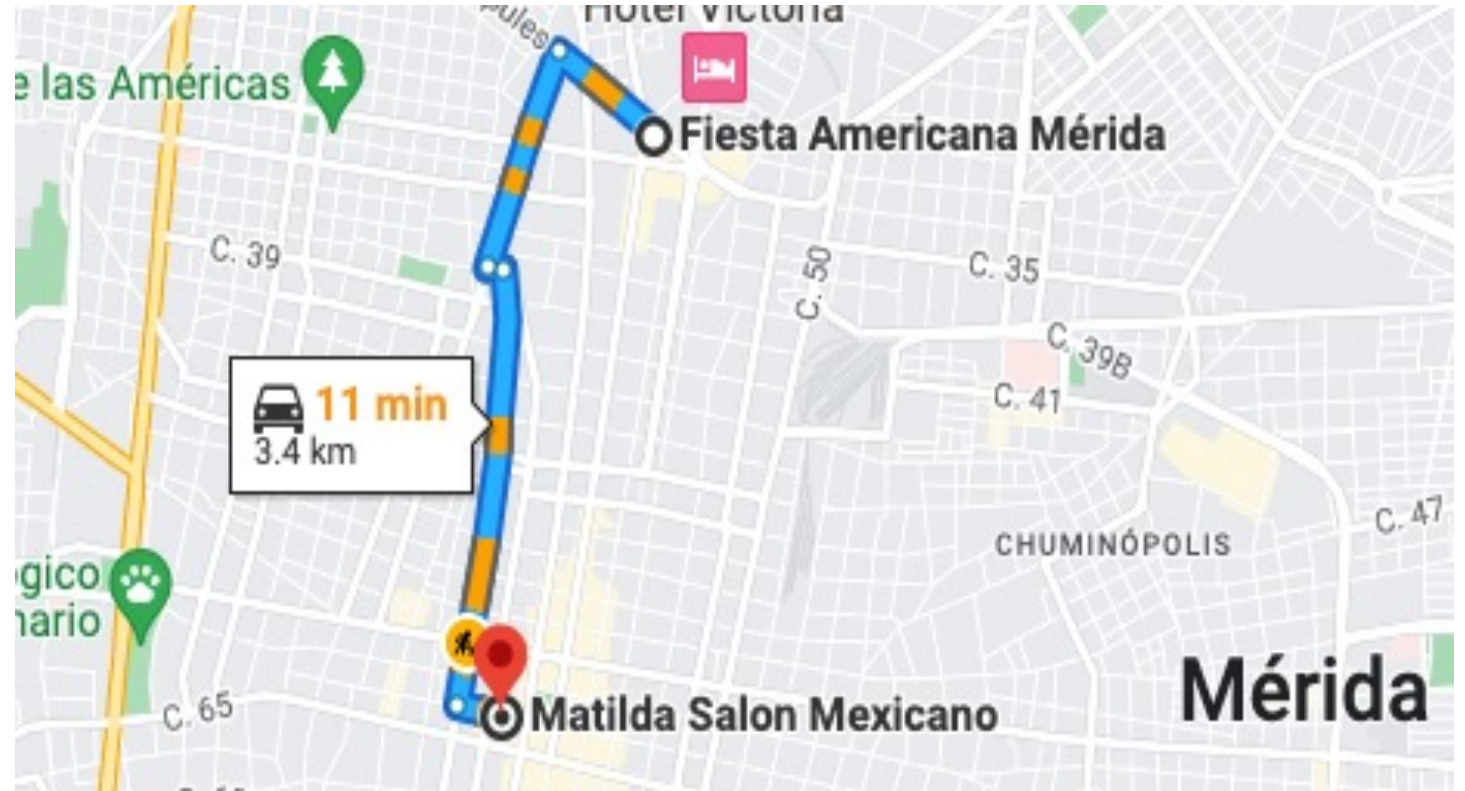 Hotel Victoria
e las Américas
Fiesta Americana Mérida
C. 39
C. 50
C. 35
C. 39B
11 min
3.4 km
C. 41
C. 47
CHUMINÓPOLIS
gico
nario
Mérida
C. 65
Matilda Salon Mexicano